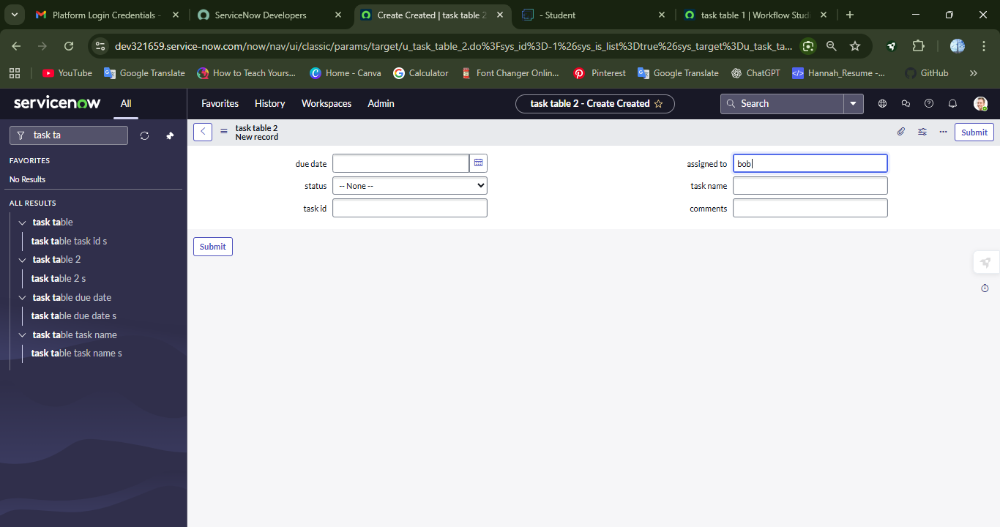 Platform Login Credentials -
ServiceNow Developers
Create Created | task table 2
- Student
task table 1 | Workflow Studi
dev321659.service-now.com/now/nav/ui/classic/params/target/u_task_table_2.do%3Fsys_id%3D-1%26sys_is_list%3Dtrue%26sys_target%3Du_task_ta...
YouTube
Google Translate
How to Teach Yours...
Home - Canva
Calculator
Font Changer Onlin...
Pinterest
Google Translate
ChatGPT
Hannah_Resume -...
GitHub
servicenow
All
Favorites
History
Workspaces
Admin
task table 2 - Create Created
Search
task ta
FAVORITES
No Results
ALL RESULTS
task table
task table task id s
task table 2
task table 2 s
task table due date
task table due date s
task table task name
task table task name s
task table 2
New record
Submit
due date
status
-- None --
task id
assigned to
bob
task name
comments
Submit